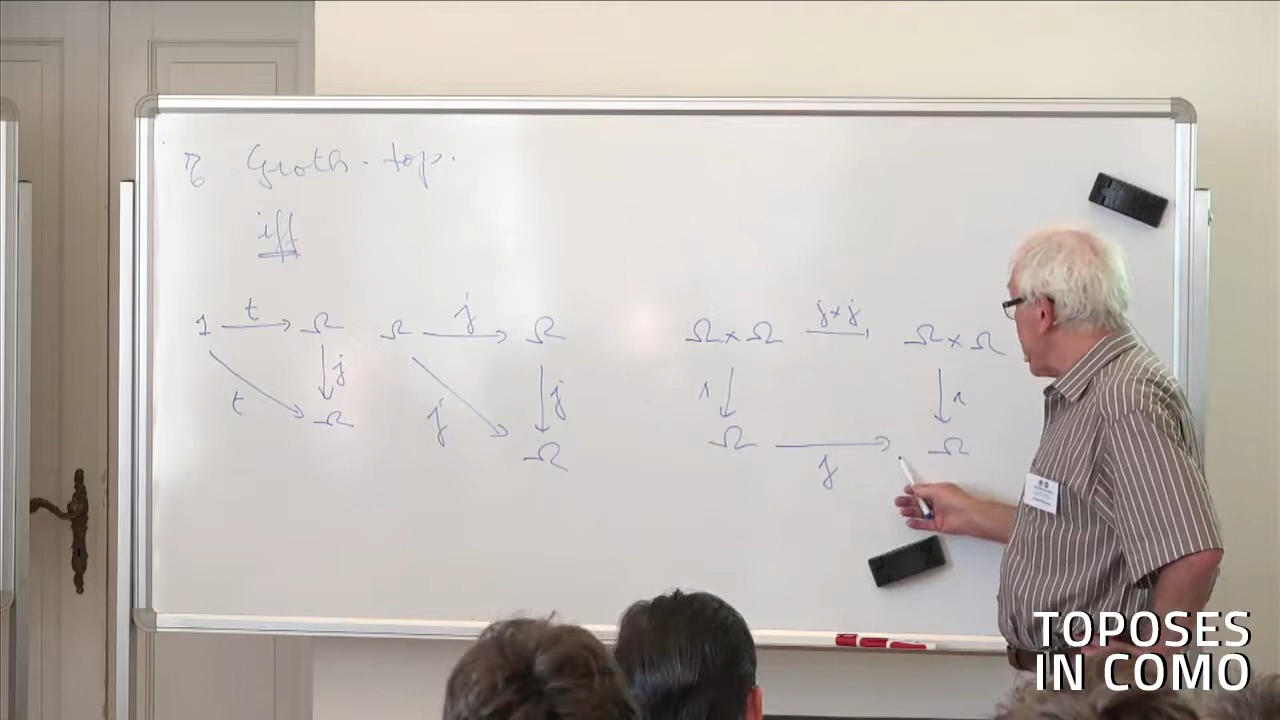 Groth. top.
iff
1 t Ω Ω j Ω Ω × Ω j×j Ω × Ω
t j Ω j j Ω Ω j Ω
TOPOSES
IN COMO